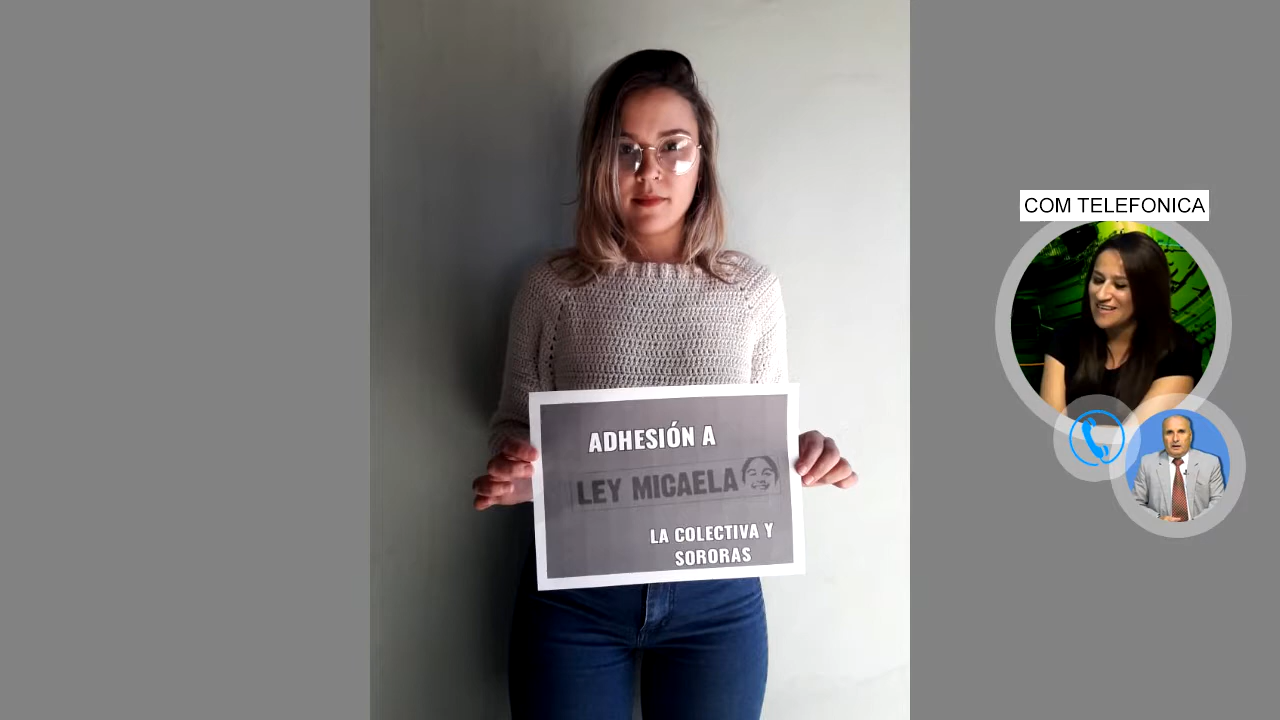 COM TELEFONICA
ADHESIÓN A
LEY MICAELA
LA COLECTIVA Y
SORORAS